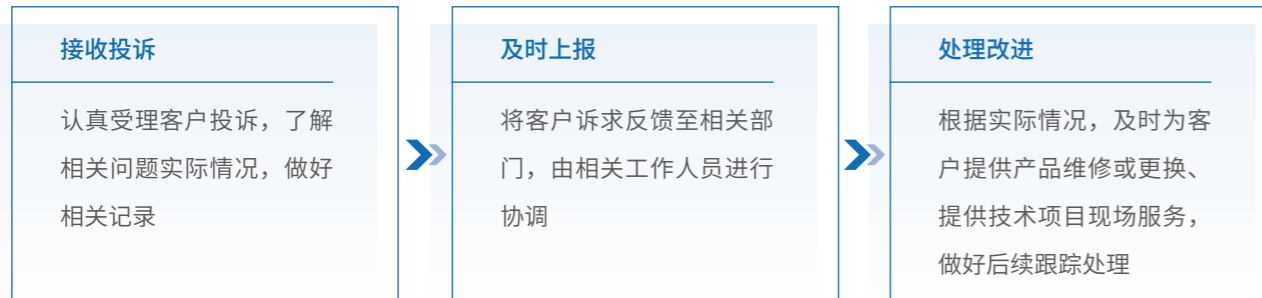 接收投诉
认真受理客户投诉，了解
相关问题实际情况，做好
相关记录
及时上报
将客户诉求反馈至相关部
门，由相关工作人员进行
协调
处理改进
根据实际情况，及时为客
户提供产品维修或更换、
提供技术项目现场服务，
做好后续跟踪处理